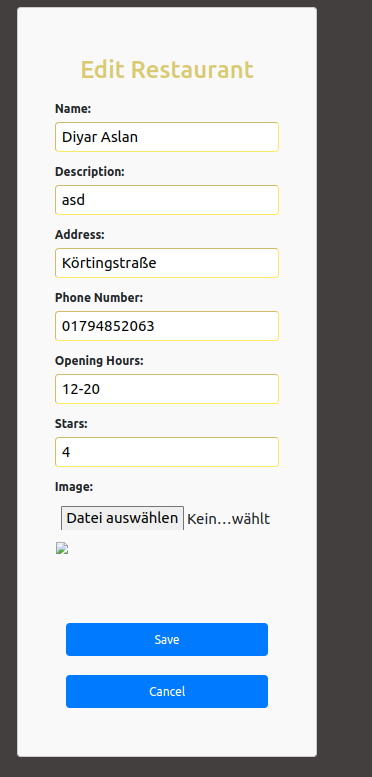 Edit Restaurant
Name:
Diyar Aslan
Description:
asd
Address:
Körtingstraße
Phone Number:
01794852063
Opening Hours:
12-20
Stars:
4
Image:
Datei auswählen Kein…wählt
Save
Cancel